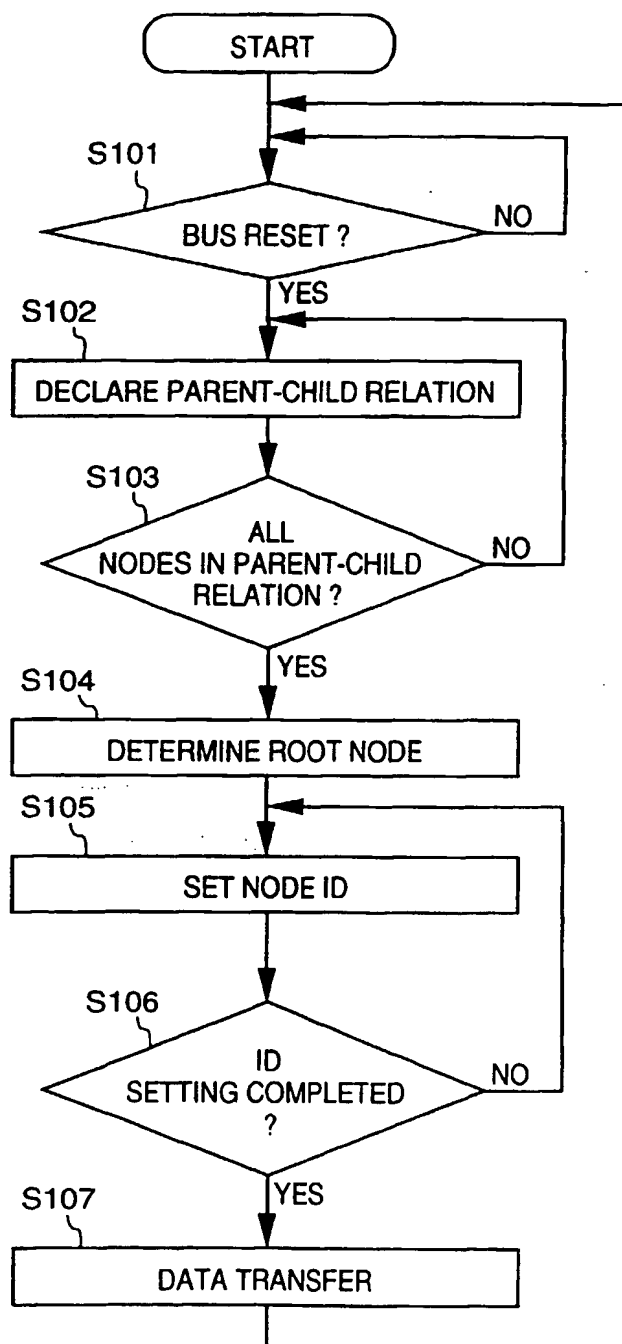 START
S101
BUS RESET ?
NO
YES
S102
DECLARE PARENT-CHILD RELATION
S103
ALL
NODES IN PARENT-CHILD
RELATION ?
NO
YES
S104
DETERMINE ROOT NODE
S105
SET NODE ID
S106
ID
SETTING COMPLETED
?
NO
YES
S107
DATA TRANSFER